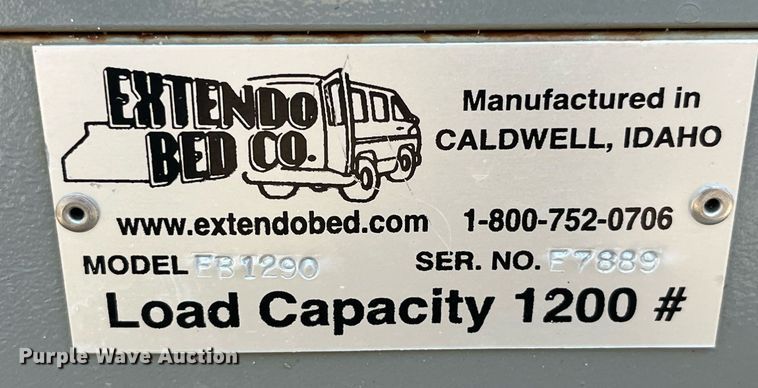 EXTENDO
BED CO.
Manufactured in
CALDWELL, IDAHO
www.extendobed.com 1-800-752-0706
MODEL EB1290 SER. NO. E7889
Load Capacity 1200 #
Purple Wave Auction